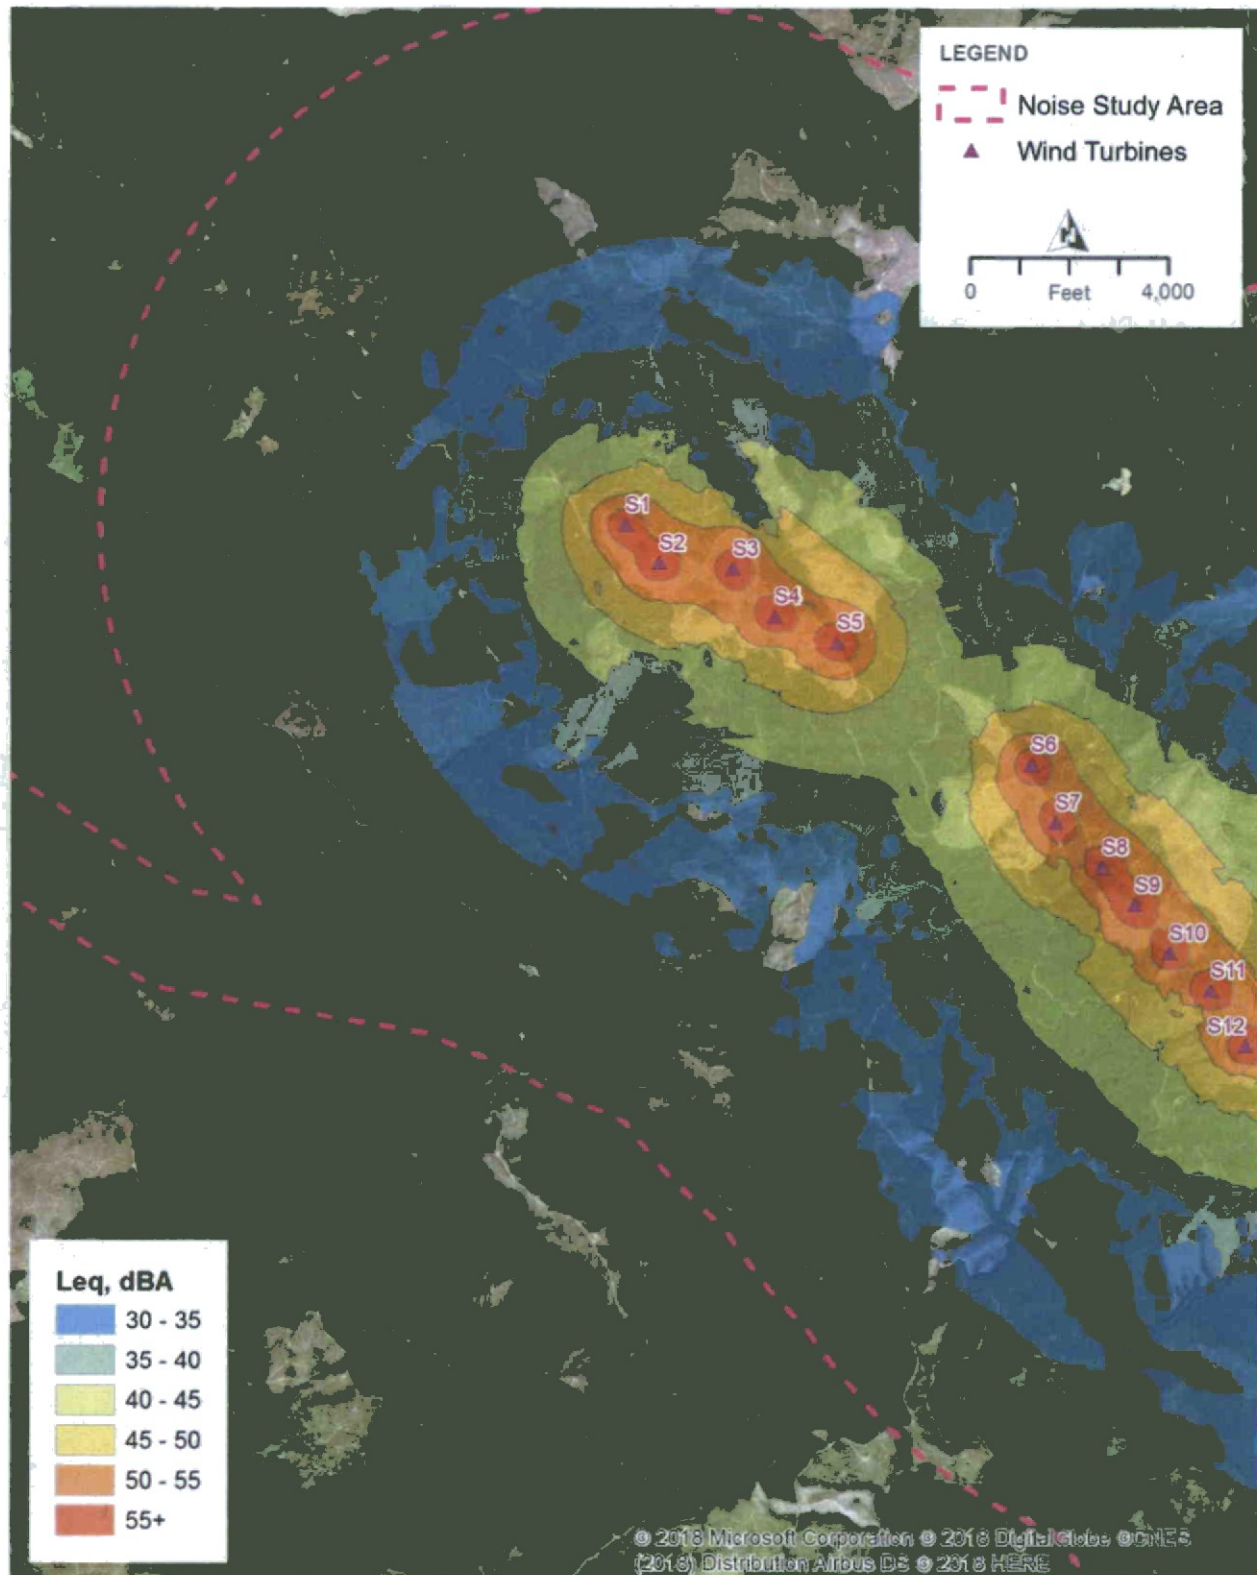 LEGEND
Noise Study Area
Wind Turbines
0 Feet 4,000
S1
S2
S3
S4
S5
S6
S7
S8
S9
S10
S11
S12
Leq, dBA
30 - 35
35 - 40
40 - 45
45 - 50
50 - 55
55+
© 2018 Microsoft Corporation © 2018 DigitalGlobe ©CNES
(2018) Distribution Airbus DS © 2018 HERE